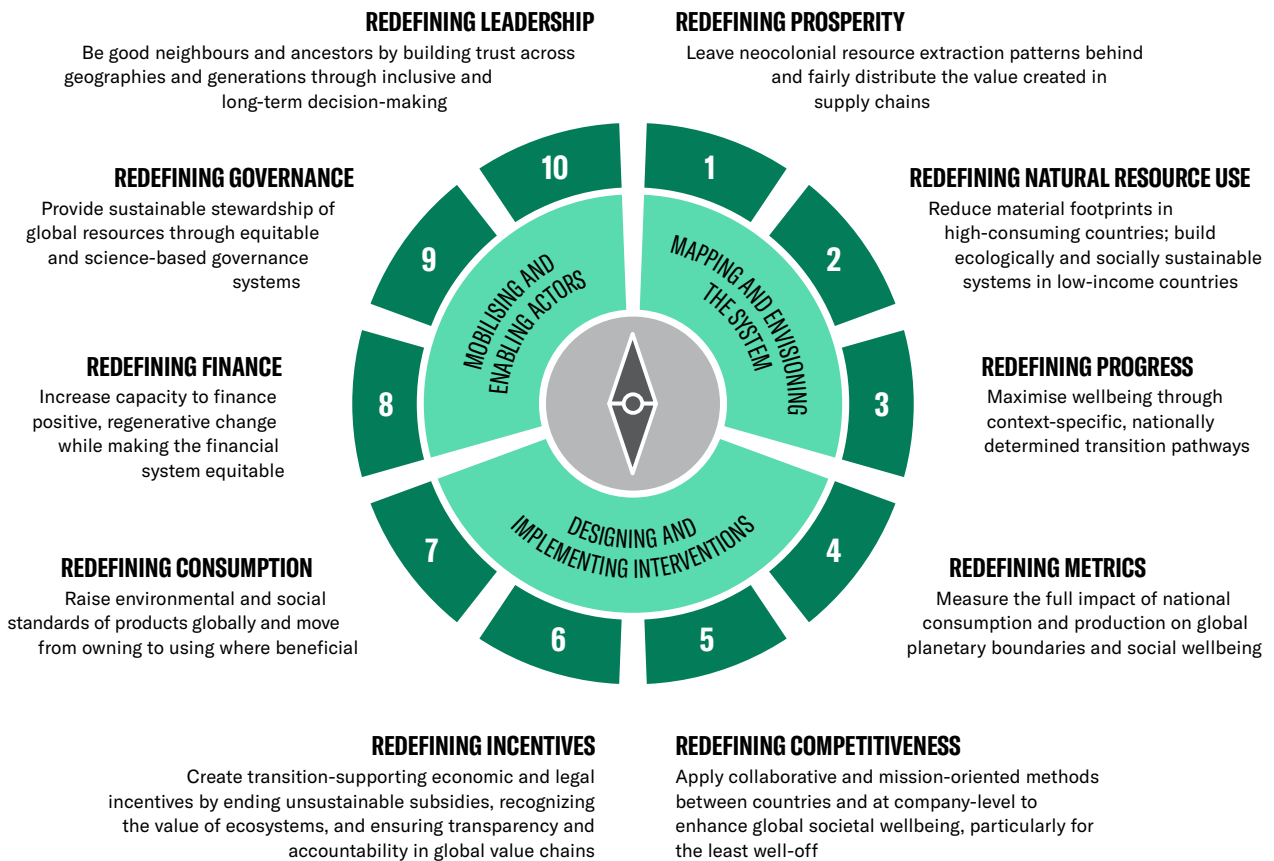 REDEFINING LEADERSHIP
Be good neighbours and ancestors by building trust across
geographies and generations through inclusive and
long-term decision-making
REDEFINING PROSPERITY
Leave neocolonial resource extraction patterns behind
and fairly distribute the value created in
supply chains
REDEFINING GOVERNANCE
Provide sustainable stewardship of
global resources through equitable
and science-based governance
systems
REDEFINING NATURAL RESOURCE USE
Reduce material footprints in
high-consuming countries; build
ecologically and socially sustainable
systems in low-income countries
REDEFINING FINANCE
Increase capacity to finance
positive, regenerative change
while making the financial
system equitable
REDEFINING PROGRESS
Maximise wellbeing through
context-specific, nationally
determined transition pathways
REDEFINING CONSUMPTION
Raise environmental and social
standards of products globally and move
from owning to using where beneficial
REDEFINING METRICS
Measure the full impact of national
consumption and production on global
planetary boundaries and social wellbeing
REDEFINING INCENTIVES
Create transition-supporting economic and legal
incentives by ending unsustainable subsidies, recognizing
the value of ecosystems, and ensuring transparency and
accountability in global value chains
REDEFINING COMPETITIVENESS
Apply collaborative and mission-oriented methods
between countries and at company-level to
enhance global societal wellbeing, particularly for
the least well-off
1
2
3
4
5
6
7
8
9
10
MAPPING AND ENVISIONING
THE SYSTEM
DESIGNING AND
IMPLEMENTING INTERVENTIONS
MOBILISING AND
ENABLING ACTORS